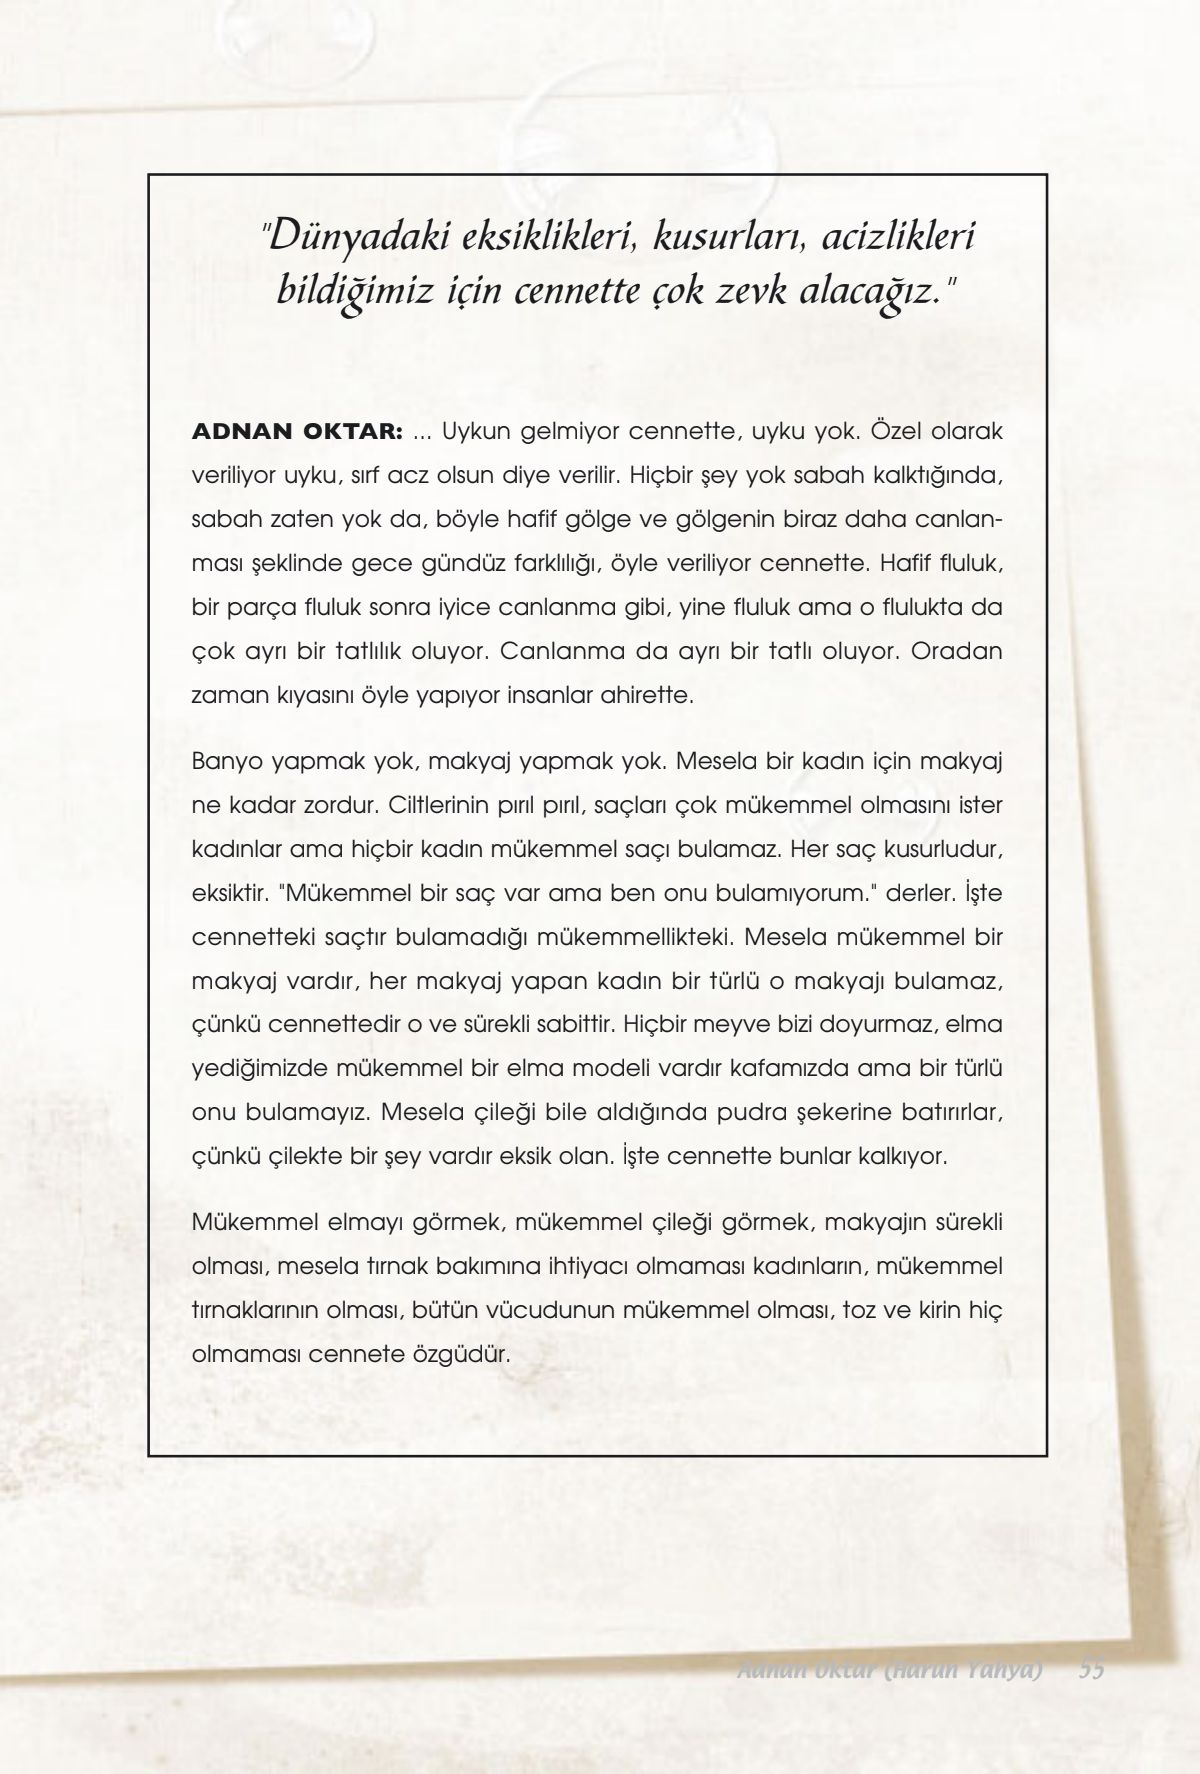 "Dünyadaki eksiklikleri, kusurları, acizlikleri
bildiğimiz için cennette çok zevk alacağız."
ADNAN OKTAR: ... Uykun gelmiyor cennette, uyku yok. Özel olarak
veriliyor uyku, sırf acz olsun diye verilir. Hiçbir şey yok sabah kalktığında,
sabah zaten yok da, böyle hafif gölge ve gölgenin biraz daha canlan-
ması şeklinde gece gündüz farklılığı, öyle veriliyor cennette. Hafif fluluk,
bir parça fluluk sonra iyice canlanma gibi, yine fluluk ama o flulukta da
çok ayrı bir tatlılık oluyor. Canlanma da ayrı bir tatlı oluyor. Oradan
zaman kıyasını öyle yapıyor insanlar ahirette.
Banyo yapmak yok, makyaj yapmak yok. Mesela bir kadın için makyaj
ne kadar zordur. Ciltlerinin pırıl pırıl, saçları çok mükemmel olmasını ister
kadınlar ama hiçbir kadın mükemmel saçı bulamaz. Her saç kusurludur,
eksiktir. "Mükemmel bir saç var ama ben onu bulamıyorum." derler. İşte
cennetteki saçtır bulamadığı mükemmellikteki. Mesela mükemmel bir
makyaj vardır, her makyaj yapan kadın bir türlü o makyajı bulamaz,
çünkü cennettedir o ve sürekli sabittir. Hiçbir meyve bizi doyurmaz, elma
yediğimizde mükemmel bir elma modeli vardır kafamızda ama bir türlü
onu bulamayız. Mesela çileği bile aldığında pudra şekerine batırırlar,
çünkü çilekte bir şey vardır eksik olan. İşte cennette bunlar kalkıyor.
Mükemmel elmayı görmek, mükemmel çileği görmek, makyajın sürekli
olması, mesela tırnak bakımına ihtiyacı olmaması kadınların, mükemmel
tırnaklarının olması, bütün vücudunun mükemmel olması, toz ve kirin hiç
olmaması cennete özgüdür.
Adnan Oktar (Harun Yahya) 55